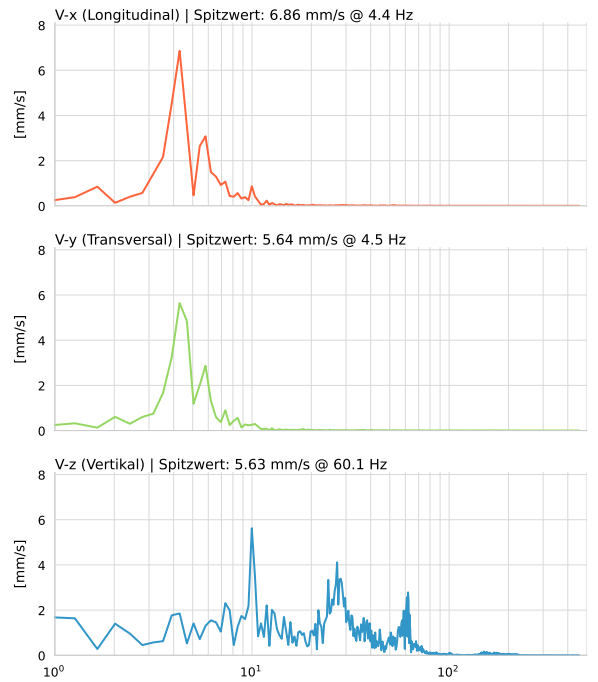 V-x (Longitudinal) | Spitzwert: 6.86 mm/s @ 4.4 Hz
8
6
4
2
0
[mm/s]
V-y (Transversal) | Spitzwert: 5.64 mm/s @ 4.5 Hz
8
6
4
2
0
[mm/s]
V-z (Vertikal) | Spitzwert: 5.63 mm/s @ 60.1 Hz
8
6
4
2
0
[mm/s]
10⁰ 10¹ 10²